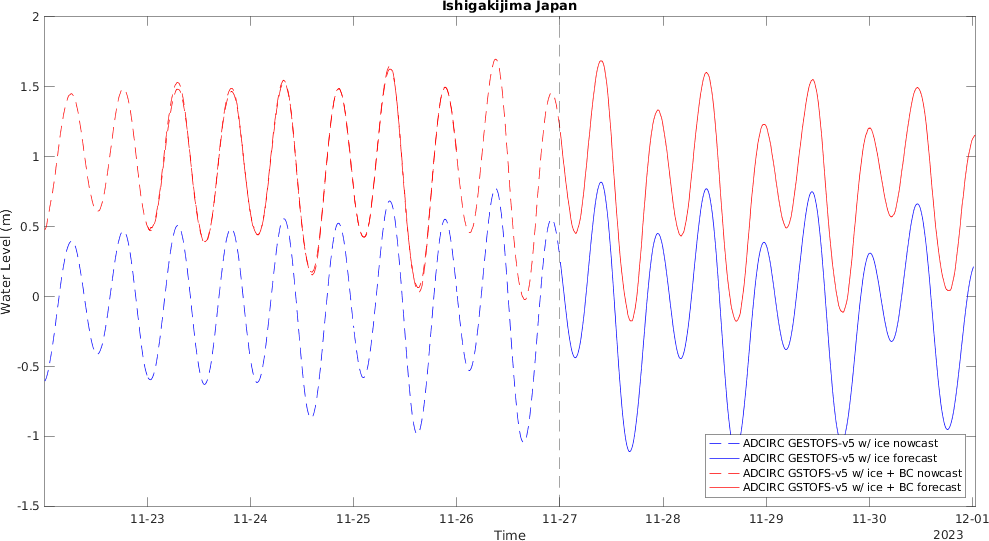 Ishigakijima Japan
2
1.5
1
0.5
0
-0.5
-1
-1.5
Water Level (m)
11-23 11-24 11-25 11-26 11-27 11-28 11-29 11-30 12-01
Time
2023
ADCIRC GESTOFS-v5 w/ ice nowcast
ADCIRC GESTOFS-v5 w/ ice forecast
ADCIRC GSTOFS-v5 w/ ice + BC nowcast
ADCIRC GSTOFS-v5 w/ ice + BC forecast